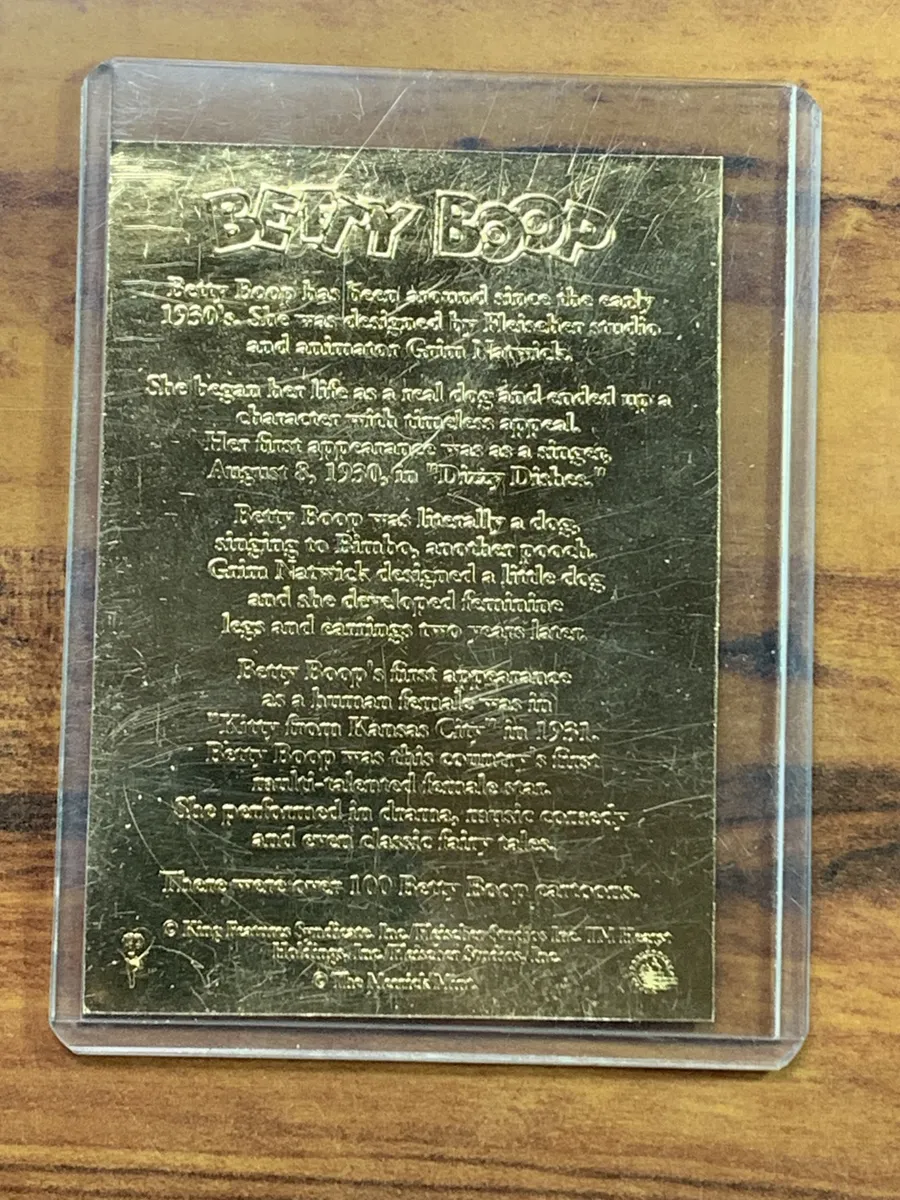 BETTY BOOP
Betty Boop has been around since the early
1930's. She was designed by Fleischer studio
and animator Grim Natwick.
She began her life as a real dog and ended up a
character with timeless appeal.
Her first appearance was as a singer,
August 8, 1930, in "Dizzy Dishes."
Betty Boop was literally a dog,
singing to Bimbo, another pooch.
Grim Natwick designed a little dog
and she developed feminine
legs and earrings two years later.
Betty Boop's first appearance
as a human female was in
"Kitty from Kansas City" in 1931.
Betty Boop was this country's first
multi-talented female star.
She performed in drama, music comedy
and even classic fairy tales.
There were over 100 Betty Boop cartoons.
© King Features Syndicate, Inc./Fleischer Studios Inc. TM Hearst
Holdings, Inc./Fleischer Studios, Inc.
© The Merrick Mint.